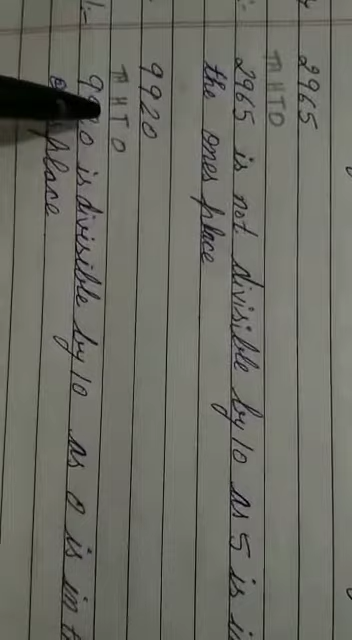 2965
TH H T O
2965 is not divisible by 10 as 5 is i
the ones place
9920
TH H T O
is divisible by 10 as 0 is in t
place